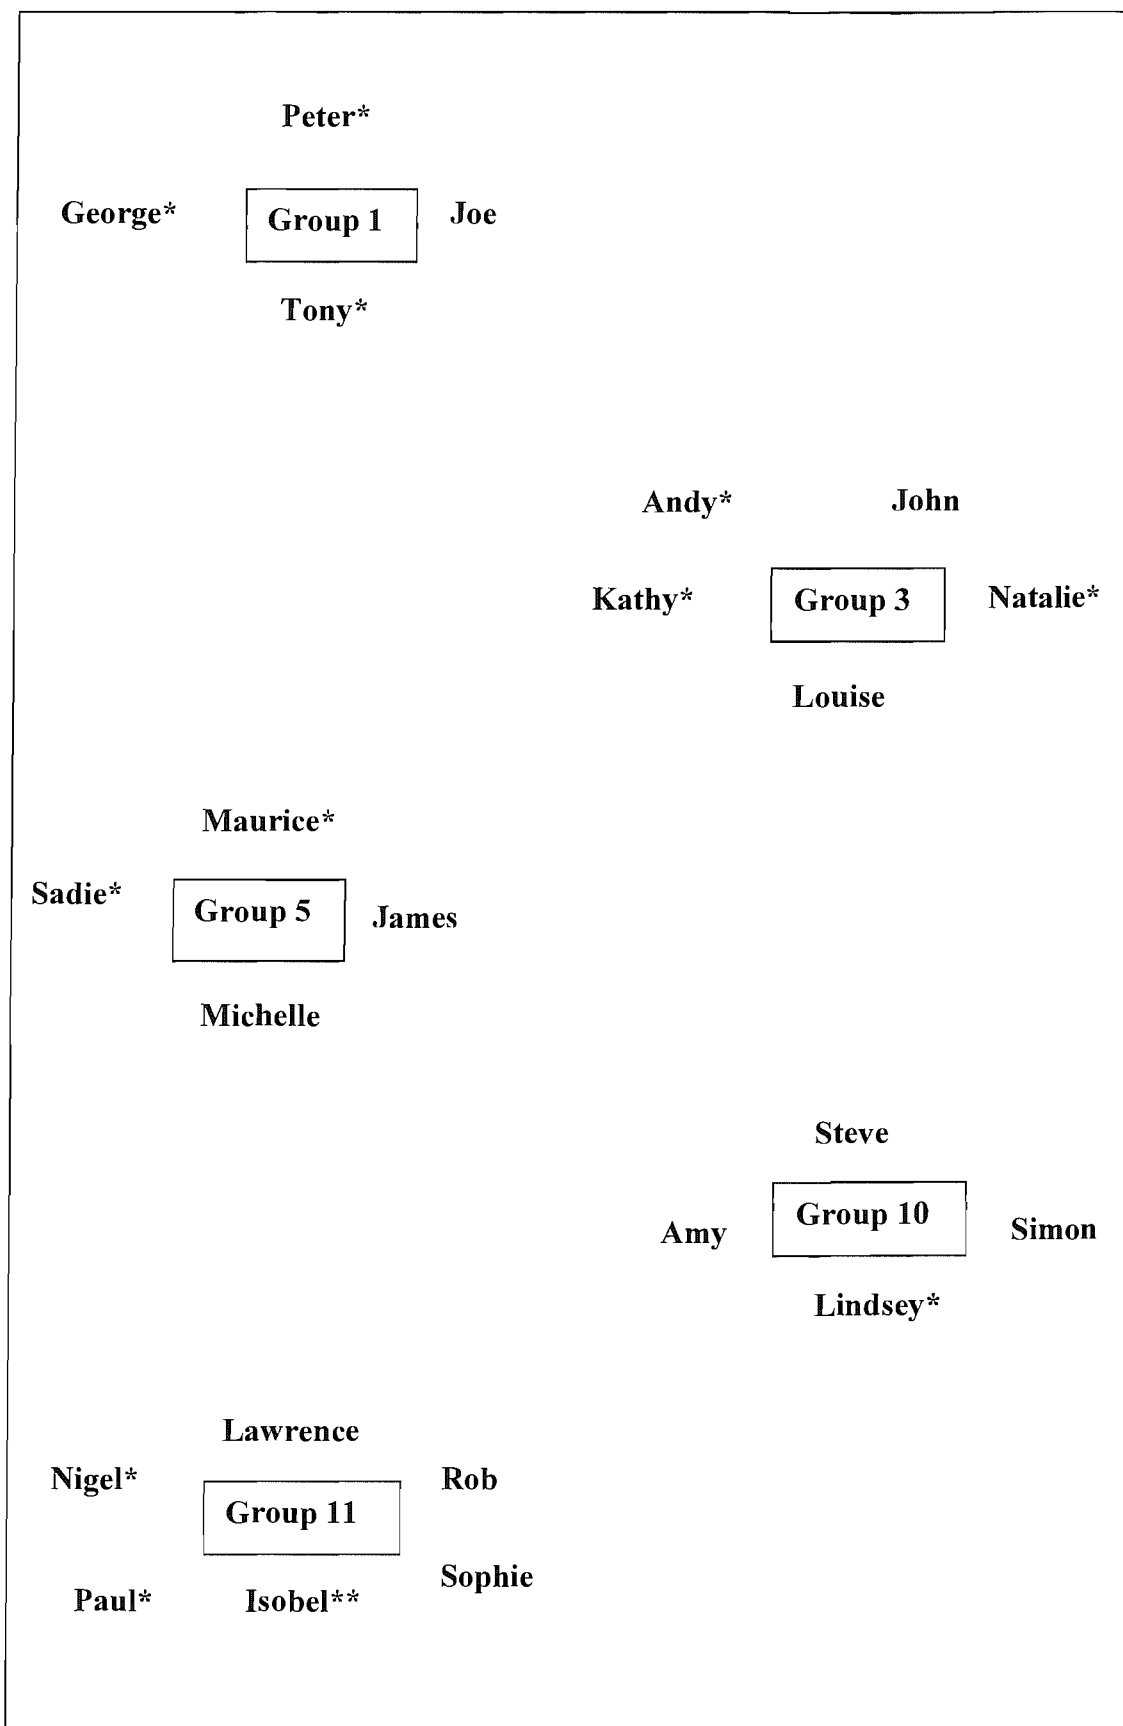 Peter*
George* Group 1 Joe
Tony*
Andy* John
Kathy* Group 3 Natalie*
Louise
Maurice*
Sadie* Group 5 James
Michelle
Steve
Amy Group 10 Simon
Lindsey*
Lawrence
Nigel* Rob
Group 11
Sophie
Paul* Isobel**